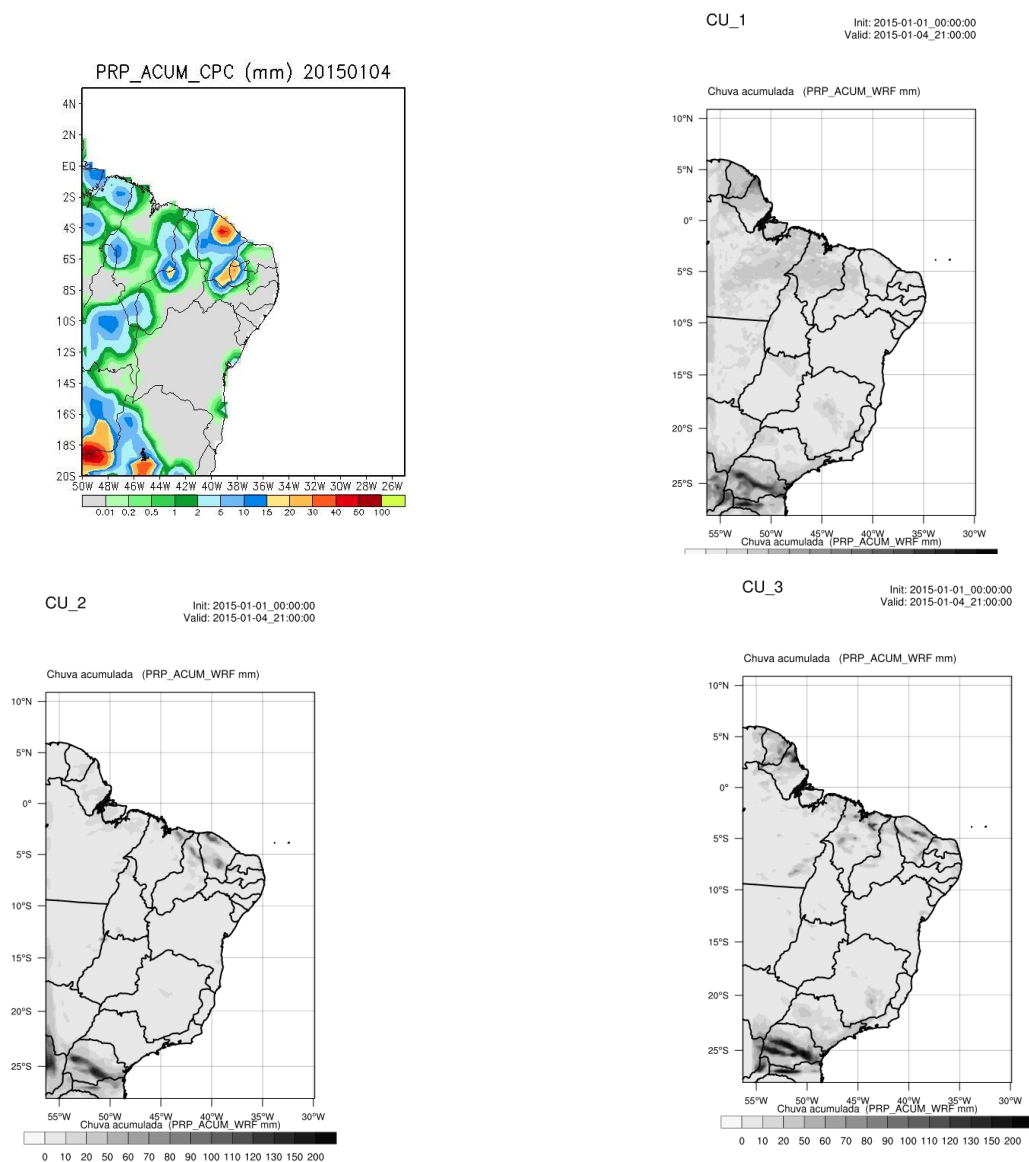 PRP_ACUM_CPC (mm) 20150104
4N
2N
EQ
2S
4S
6S
8S
10S
12S
14S
16S
18S
20S
50W 48W 46W 44W 42W 40W 38W 36W 34W 32W 30W 28W 26W
0.01 0.2 0.5 1 2 5 10 15 20 30 40 50 100
CU_1
Init: 2015-01-01_00:00:00
Valid: 2015-01-04_21:00:00
Chuva acumulada (PRP_ACUM_WRF mm)
10°N
5°N
0°
5°S
10°S
15°S
20°S
25°S
55°W 50°W 45°W 40°W 35°W 30°W
Chuva acumulada (PRP_ACUM_WRF mm)
CU_2
Init: 2015-01-01_00:00:00
Valid: 2015-01-04_21:00:00
Chuva acumulada (PRP_ACUM_WRF mm)
10°N
5°N
0°
5°S
10°S
15°S
20°S
25°S
55°W 50°W 45°W 40°W 35°W 30°W
Chuva acumulada (PRP_ACUM_WRF mm)
0 10 20 50 60 70 80 90 100 110 120 130 150 200
CU_3
Init: 2015-01-01_00:00:00
Valid: 2015-01-04_21:00:00
Chuva acumulada (PRP_ACUM_WRF mm)
10°N
5°N
0°
5°S
10°S
15°S
20°S
25°S
55°W 50°W 45°W 40°W 35°W 30°W
Chuva acumulada (PRP_ACUM_WRF mm)
0 10 20 50 60 70 80 90 100 110 120 130 150 200